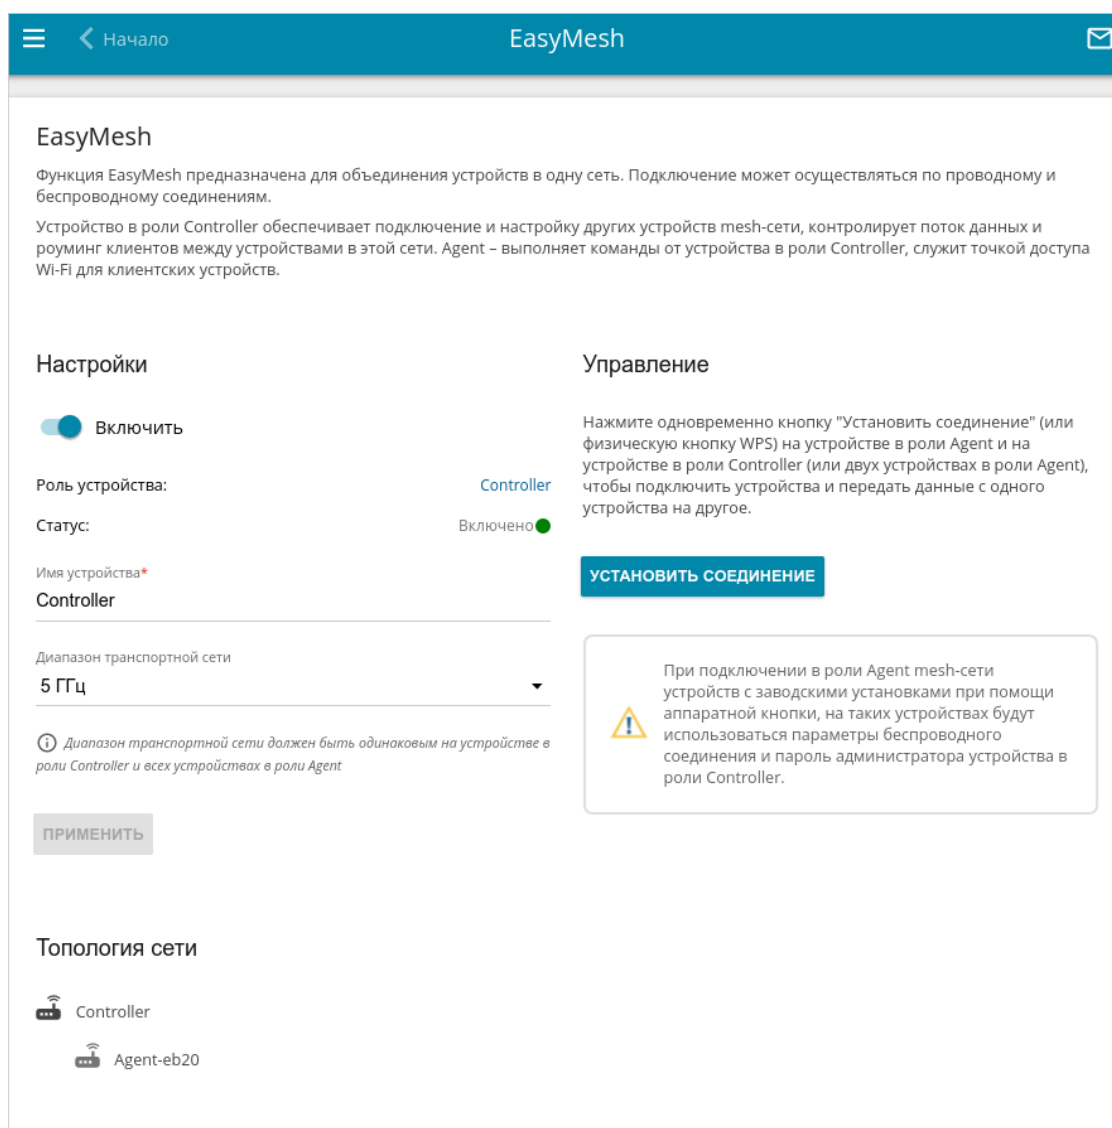 Начало
EasyMesh
EasyMesh
Функция EasyMesh предназначена для объединения устройств в одну сеть. Подключение может осуществляться по проводному и
беспроводному соединениям.
Устройство в роли Controller обеспечивает подключение и настройку других устройств mesh-сети, контролирует поток данных и
роуминг клиентов между устройствами в этой сети. Agent – выполняет команды от устройства в роли Controller, служит точкой доступа
Wi-Fi для клиентских устройств.
Настройки
Включить
Роль устройства:
Controller
Статус:
Включено
Имя устройства*
Controller
Диапазон транспортной сети
5 ГГц
Диапазон транспортной сети должен быть одинаковым на устройстве в
роли Controller и всех устройствах в роли Agent
ПРИМЕНИТЬ
Управление
Нажмите одновременно кнопку "Установить соединение" (или
физическую кнопку WPS) на устройстве в роли Agent и на
устройстве в роли Controller (или двух устройствах в роли Agent),
чтобы подключить устройства и передать данные с одного
устройства на другое.
УСТАНОВИТЬ СОЕДИНЕНИЕ
При подключении в роли Agent mesh-сети
устройств с заводскими установками при помощи
аппаратной кнопки, на таких устройствах будут
использоваться параметры беспроводного
соединения и пароль администратора устройства в
роли Controller.
Топология сети
Controller
Agent-eb20